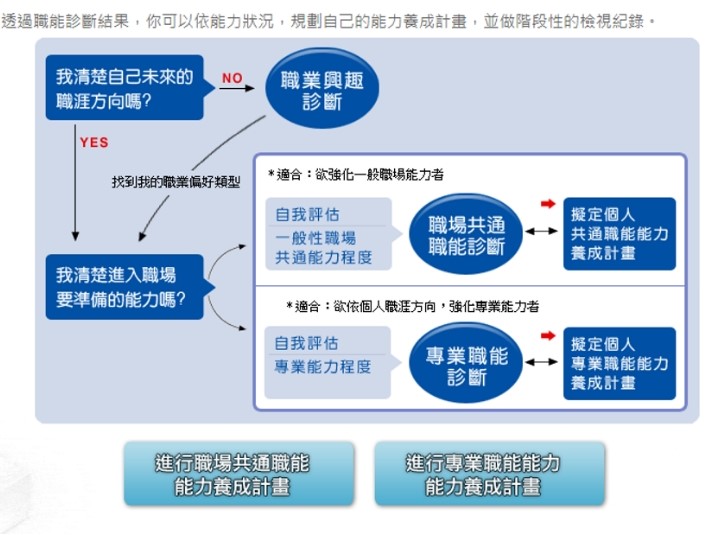 透過職能診斷結果，你可以依能力狀況，規劃自己的能力養成計畫，並做階段性的檢視紀錄。
我清楚自己未來的
職涯方向嗎?
NO
職業興趣
診斷
YES
找到我的職業偏好類型
*適合：欲強化一般職場能力者
自我評估
一般性職場
共通能力程度
職場共通
職能診斷
擬定個人
共通職能能力
養成計畫
我清楚進入職場
要準備的能力嗎?
*適合：欲依個人職涯方向，強化專業能力者
自我評估
專業能力程度
專業職能
診斷
擬定個人
專業職能能力
養成計畫
進行職場共通職能
能力養成計畫
進行專業職能能力
能力養成計畫